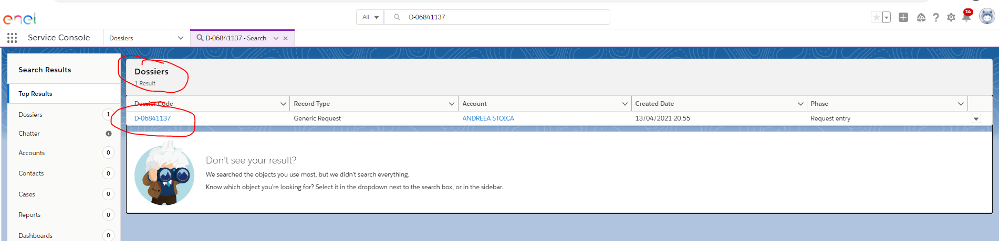 enel
All
D-06841137
14
Service Console
Dossiers
D-06841137 - Search
Search Results
Top Results
Dossiers 1
Chatter
Accounts 0
Contacts 0
Cases 0
Reports 0
Dashboards 0
Dossiers
1 Result
Dossier Code Record Type Account Created Date Phase
D-06841137 Generic Request ANDREEA STOICA 13/04/2021 20.55 Request entry
Don't see your result?
We searched the objects you use most, but we didn't search everything.
Know which object you're looking for? Select it in the dropdown next to the search box, or in the sidebar.